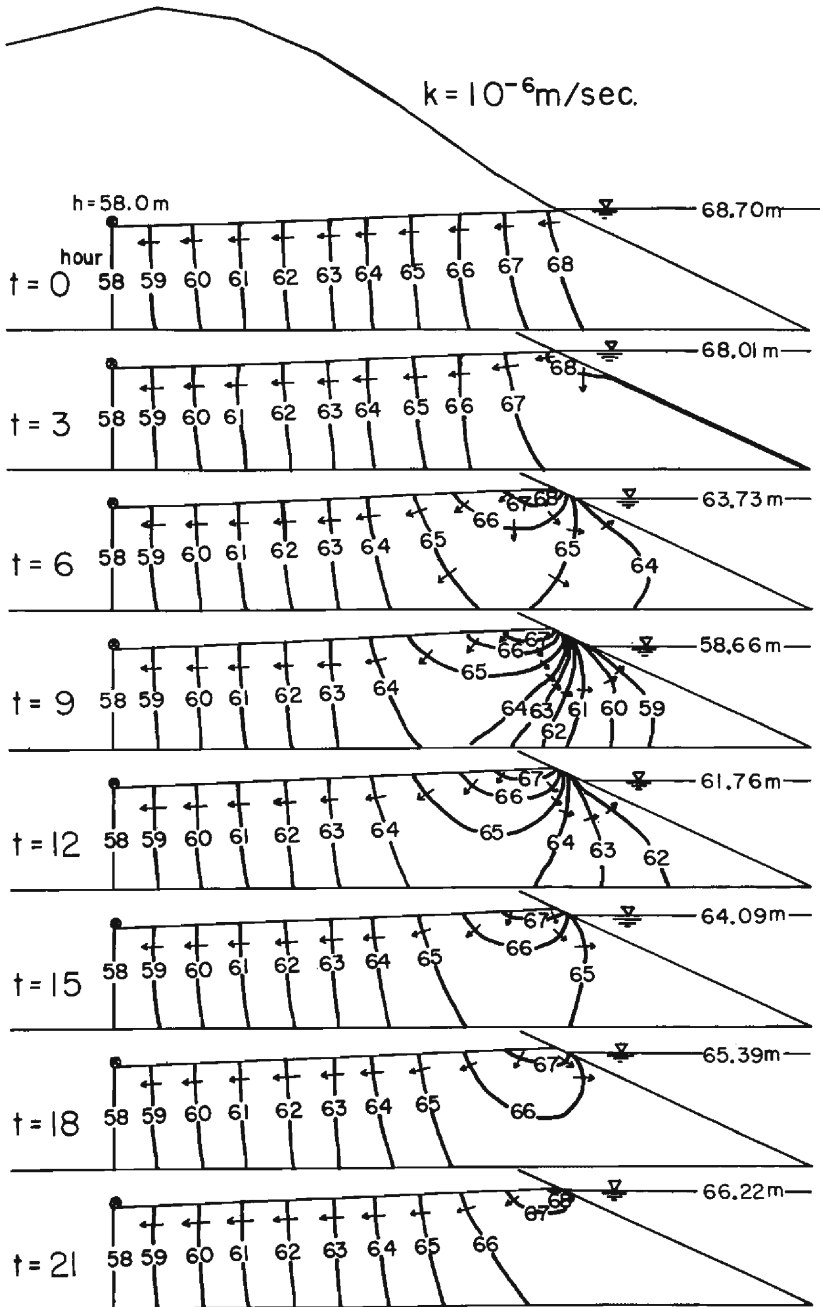 k = 10⁻⁶ m/sec.
h = 58.0 m
68.70m
hour
t = 0
58 59 60 61 62 63 64 65 66 67 68
68.01m
t = 3
58 59 60 61 62 63 64 65 66 67 68
63.73m
t = 6
58 59 60 61 62 63 64 65 66 67 68 65 64
58.66m
t = 9
58 59 60 61 62 63 64 65 66 67 64 63 62 61 60 59
61.76m
t = 12
58 59 60 61 62 63 64 65 66 67 64 63 62
64.09m
t = 15
58 59 60 61 62 63 64 65 66 67 65
65.39m
t = 18
58 59 60 61 62 63 64 65 66 67
66.22m
t = 21
58 59 60 61 62 63 64 65 66 67 68